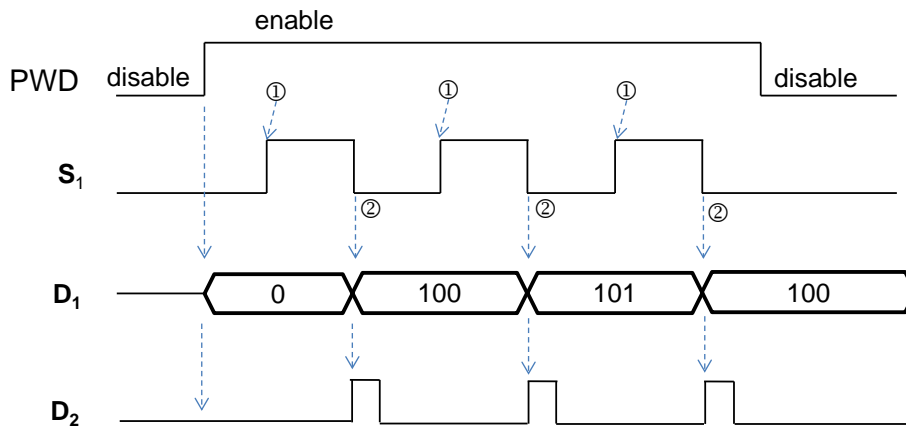 enable
PWD disable disable
① ① ①
S₁
② ② ②
D₁ 0 100 101 100
D₂